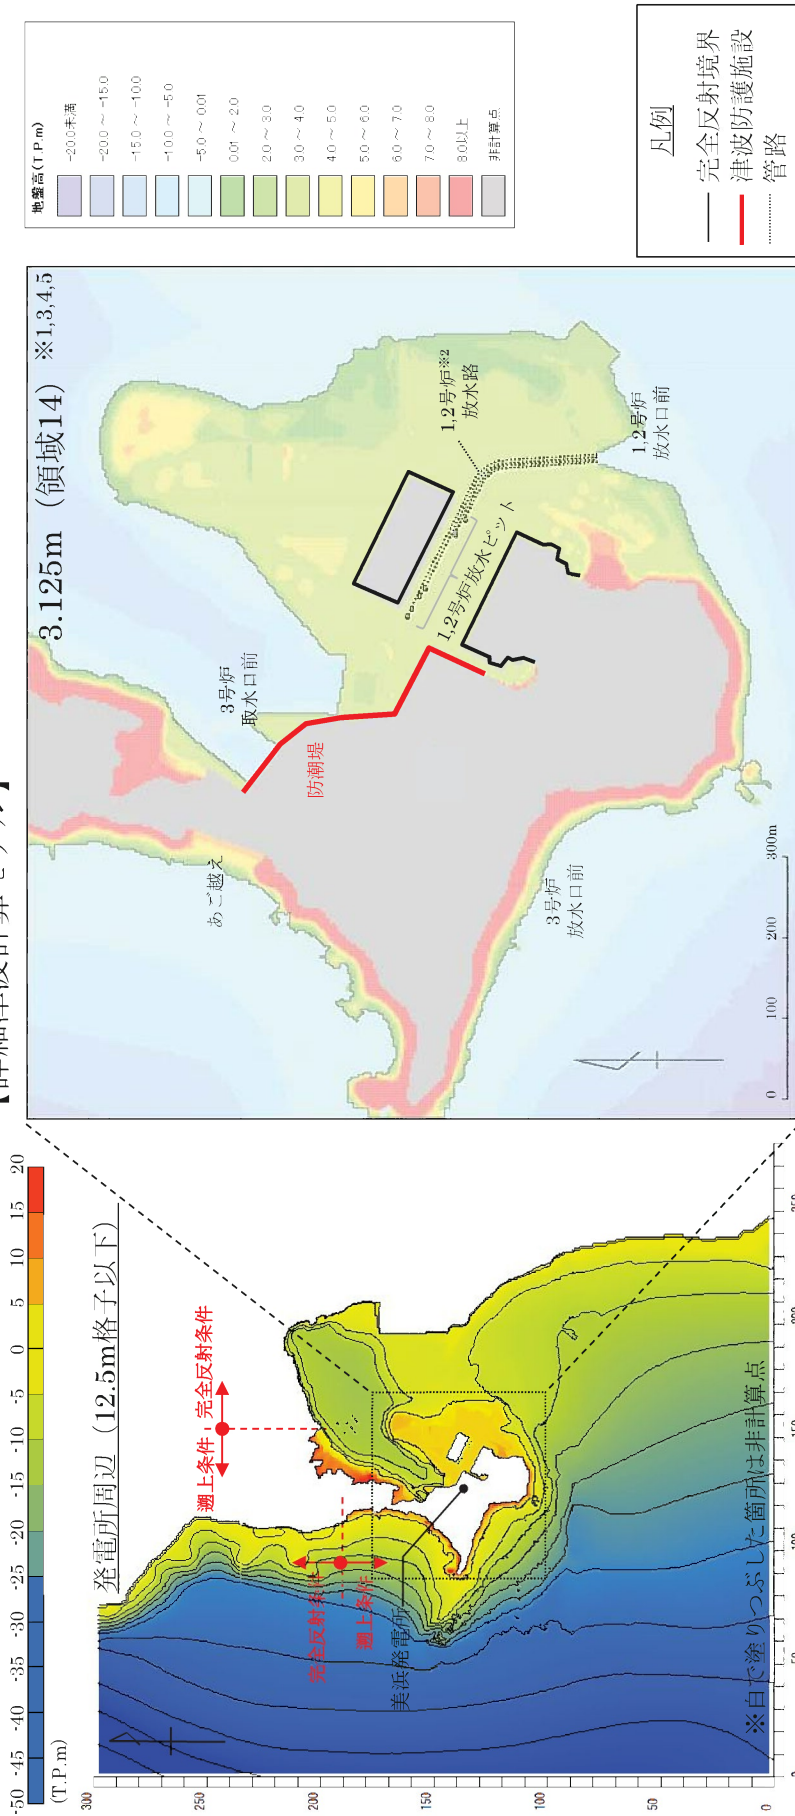 -50 -45 -40 -35 -30 -25 -20 -15 -10 -5 0 5 10 15 20
(T.P.m)
発電所周辺（12.5m格子以下）
遡上条件
完全反射条件
完全反射条件
遡上条件
美浜発電所
※白で塗りつぶした箇所は非計算点
300
250
200
150
100
50
0
3.125m（領域14）※1,3,4,5
3号炉
取水口前
あご越え
防潮堤
1,2号炉※2
放水路
1,2号炉放水ピット
1,2号炉
放水口前
3号炉
放水口前
0 100 200 300m
地盤高(T.P.m)
-20.0未満
-20.0 ～ -15.0
-15.0 ～ -10.0
-10.0 ～ -5.0
-5.0 ～ 0.01
0.01 ～ 2.0
2.0 ～ 3.0
3.0 ～ 4.0
4.0 ～ 5.0
5.0 ～ 6.0
6.0 ～ 7.0
7.0 ～ 8.0
8.0以上
非計算点
凡例
完全反射境界
津波防護施設
管路